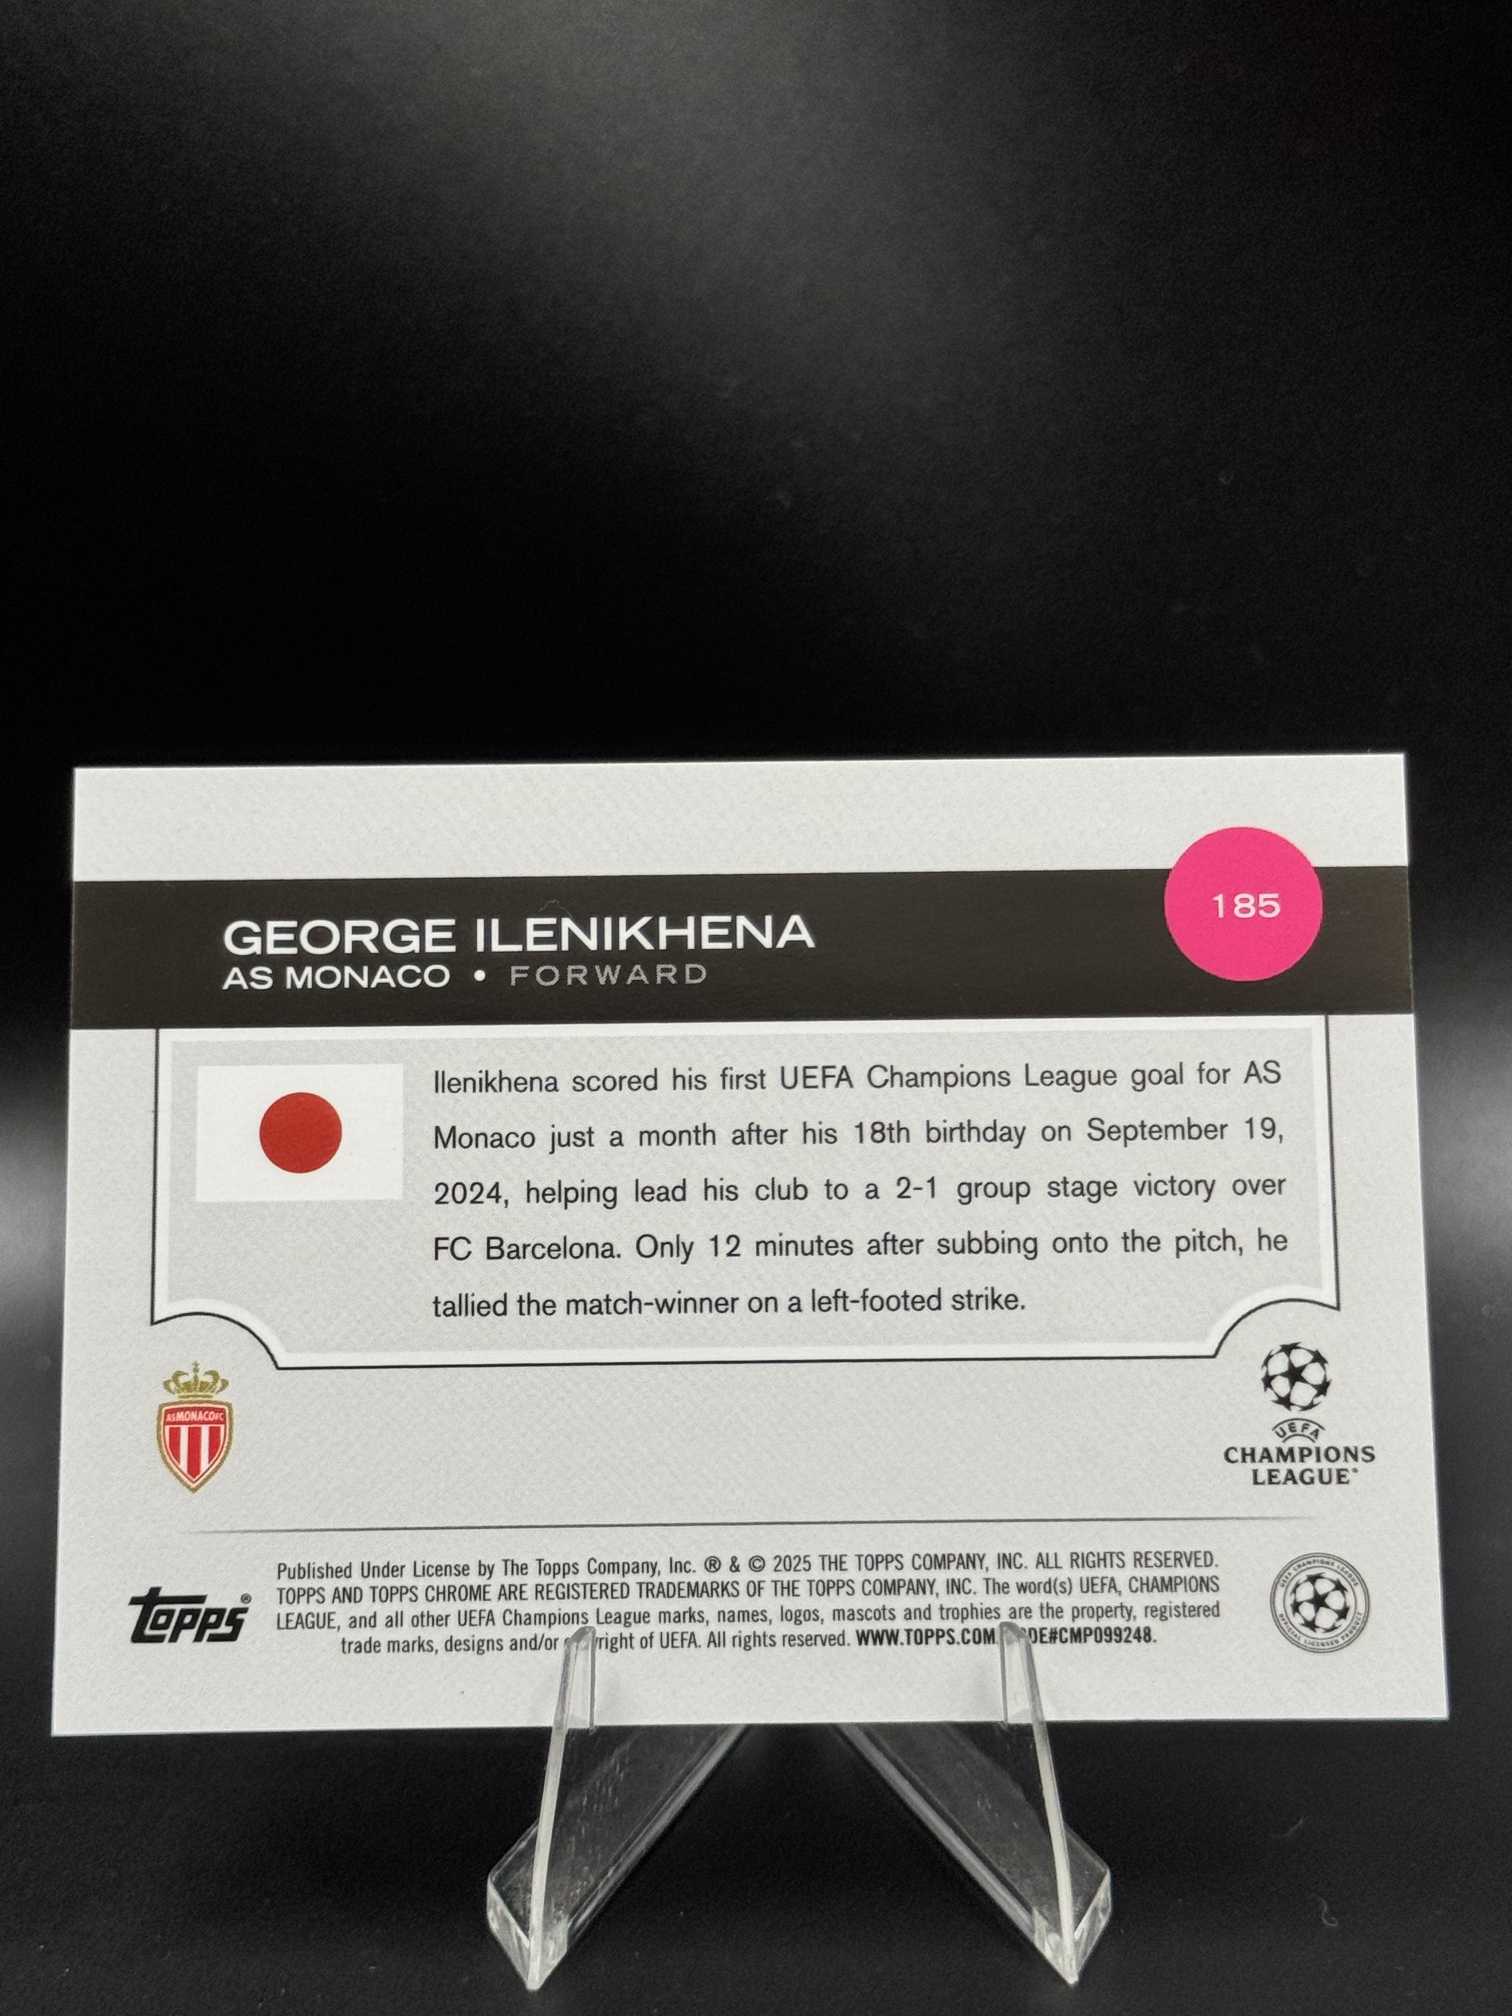 185
GEORGE ILENIKHENA
AS MONACO • FORWARD
Ilenikhena scored his first UEFA Champions League goal for AS
Monaco just a month after his 18th birthday on September 19,
2024, helping lead his club to a 2-1 group stage victory over
FC Barcelona. Only 12 minutes after subbing onto the pitch, he
tallied the match-winner on a left-footed strike.
AS MONACO FC
UEFA
CHAMPIONS
LEAGUE
Published Under License by The Topps Company, Inc. ® & © 2025 THE TOPPS COMPANY, INC. ALL RIGHTS RESERVED.
TOPPS AND TOPPS CHROME ARE REGISTERED TRADEMARKS OF THE TOPPS COMPANY, INC. The word(s) UEFA, CHAMPIONS
LEAGUE, and all other UEFA Champions League marks, names, logos, mascots and trophies are the property, registered
trade marks, designs and/or of UEFA. All rights reserved. WWW.TOPPS.COM
TOPPS®